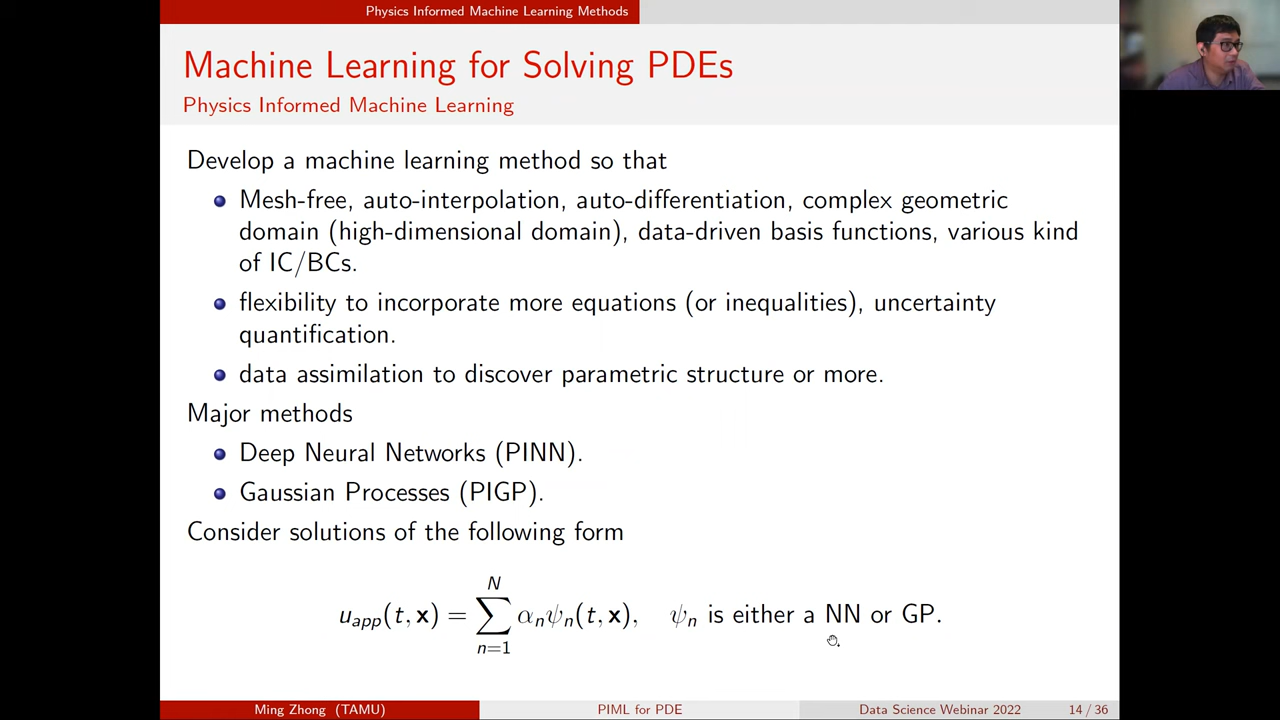 Physics Informed Machine Learning Methods
Machine Learning for Solving PDEs
Physics Informed Machine Learning
Develop a machine learning method so that
Mesh-free, auto-interpolation, auto-differentiation, complex geometric
domain (high-dimensional domain), data-driven basis functions, various kind
of IC/BCs.
flexibility to incorporate more equations (or inequalities), uncertainty
quantification.
data assimilation to discover parametric structure or more.
Major methods
Deep Neural Networks (PINN).
Gaussian Processes (PIGP).
Consider solutions of the following form
u_{app}(t, x) = \sum_{n=1}^{N} α_nψ_n(t, x), ψ_n is either a NN or GP.
Ming Zhong (TAMU) PIML for PDE Data Science Webinar 2022 14 / 36